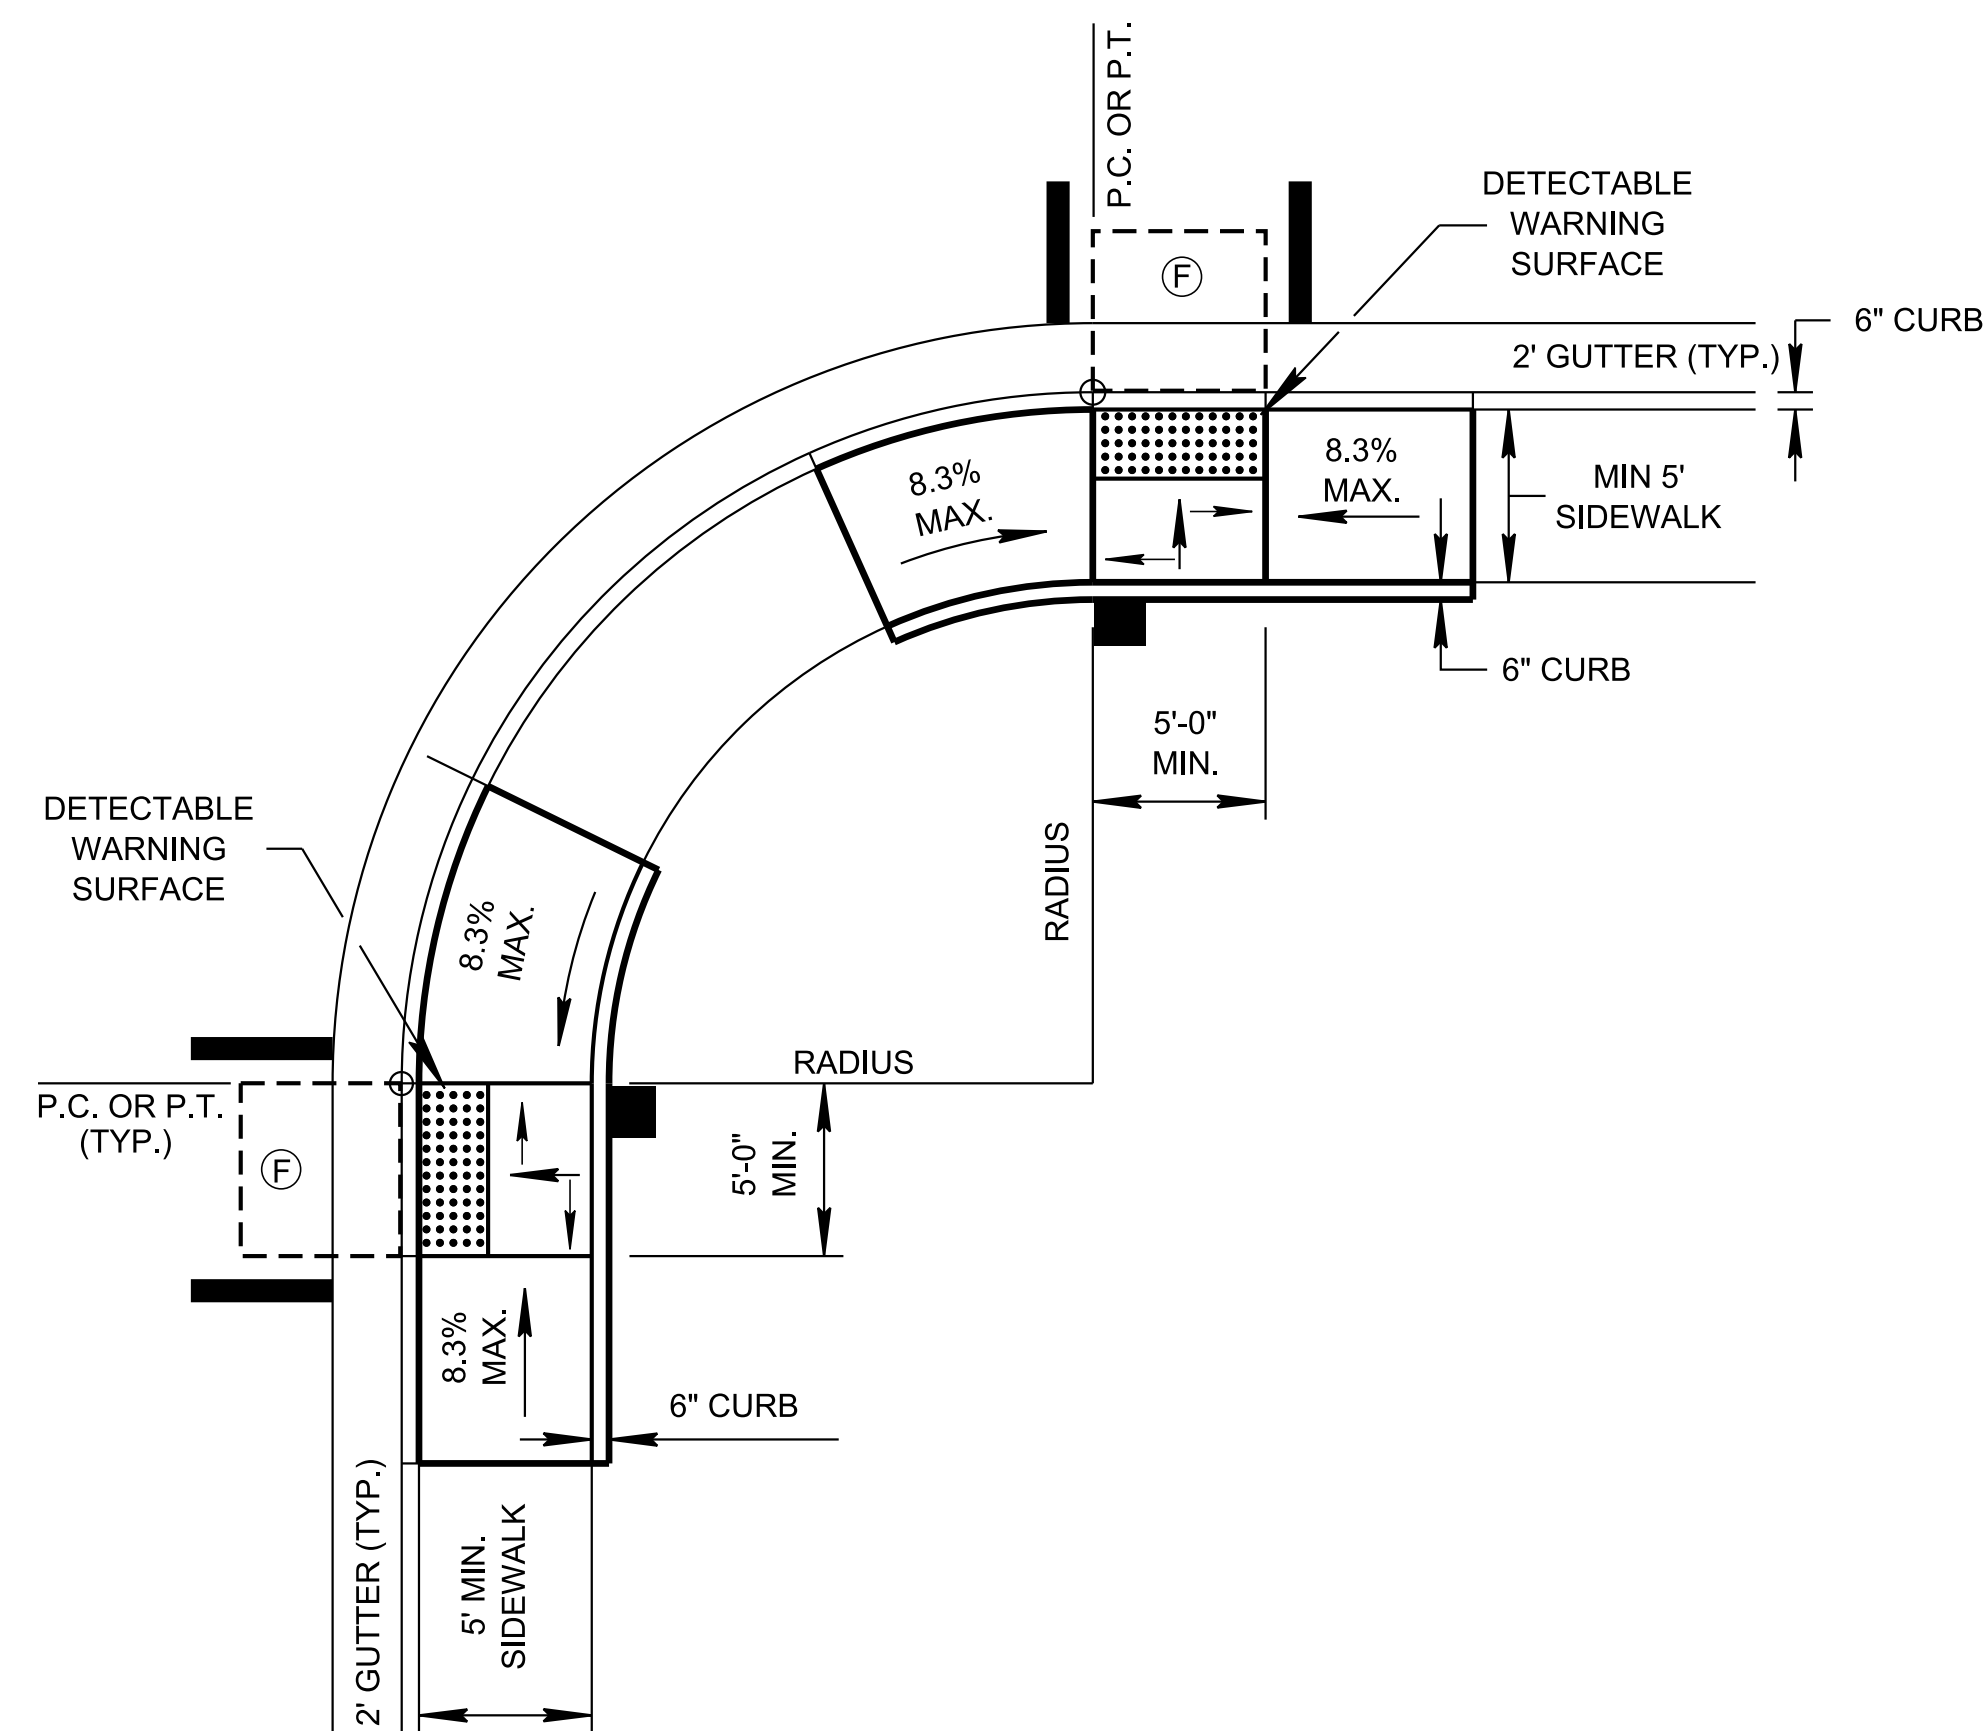 P.C. OR P.T.
DETECTABLE
WARNING
SURFACE
F
6" CURB
2' GUTTER (TYP.)
8.3%
MAX.
8.3%
MAX.
MIN 5'
SIDEWALK
6" CURB
5'-0"
MIN.
RADIUS
DETECTABLE
WARNING
SURFACE
8.3%
MAX.
RADIUS
P.C. OR P.T.
(TYP.)
F
5'-0"
MIN.
8.3%
MAX.
6" CURB
2' GUTTER (TYP.)
5' MIN.
SIDEWALK